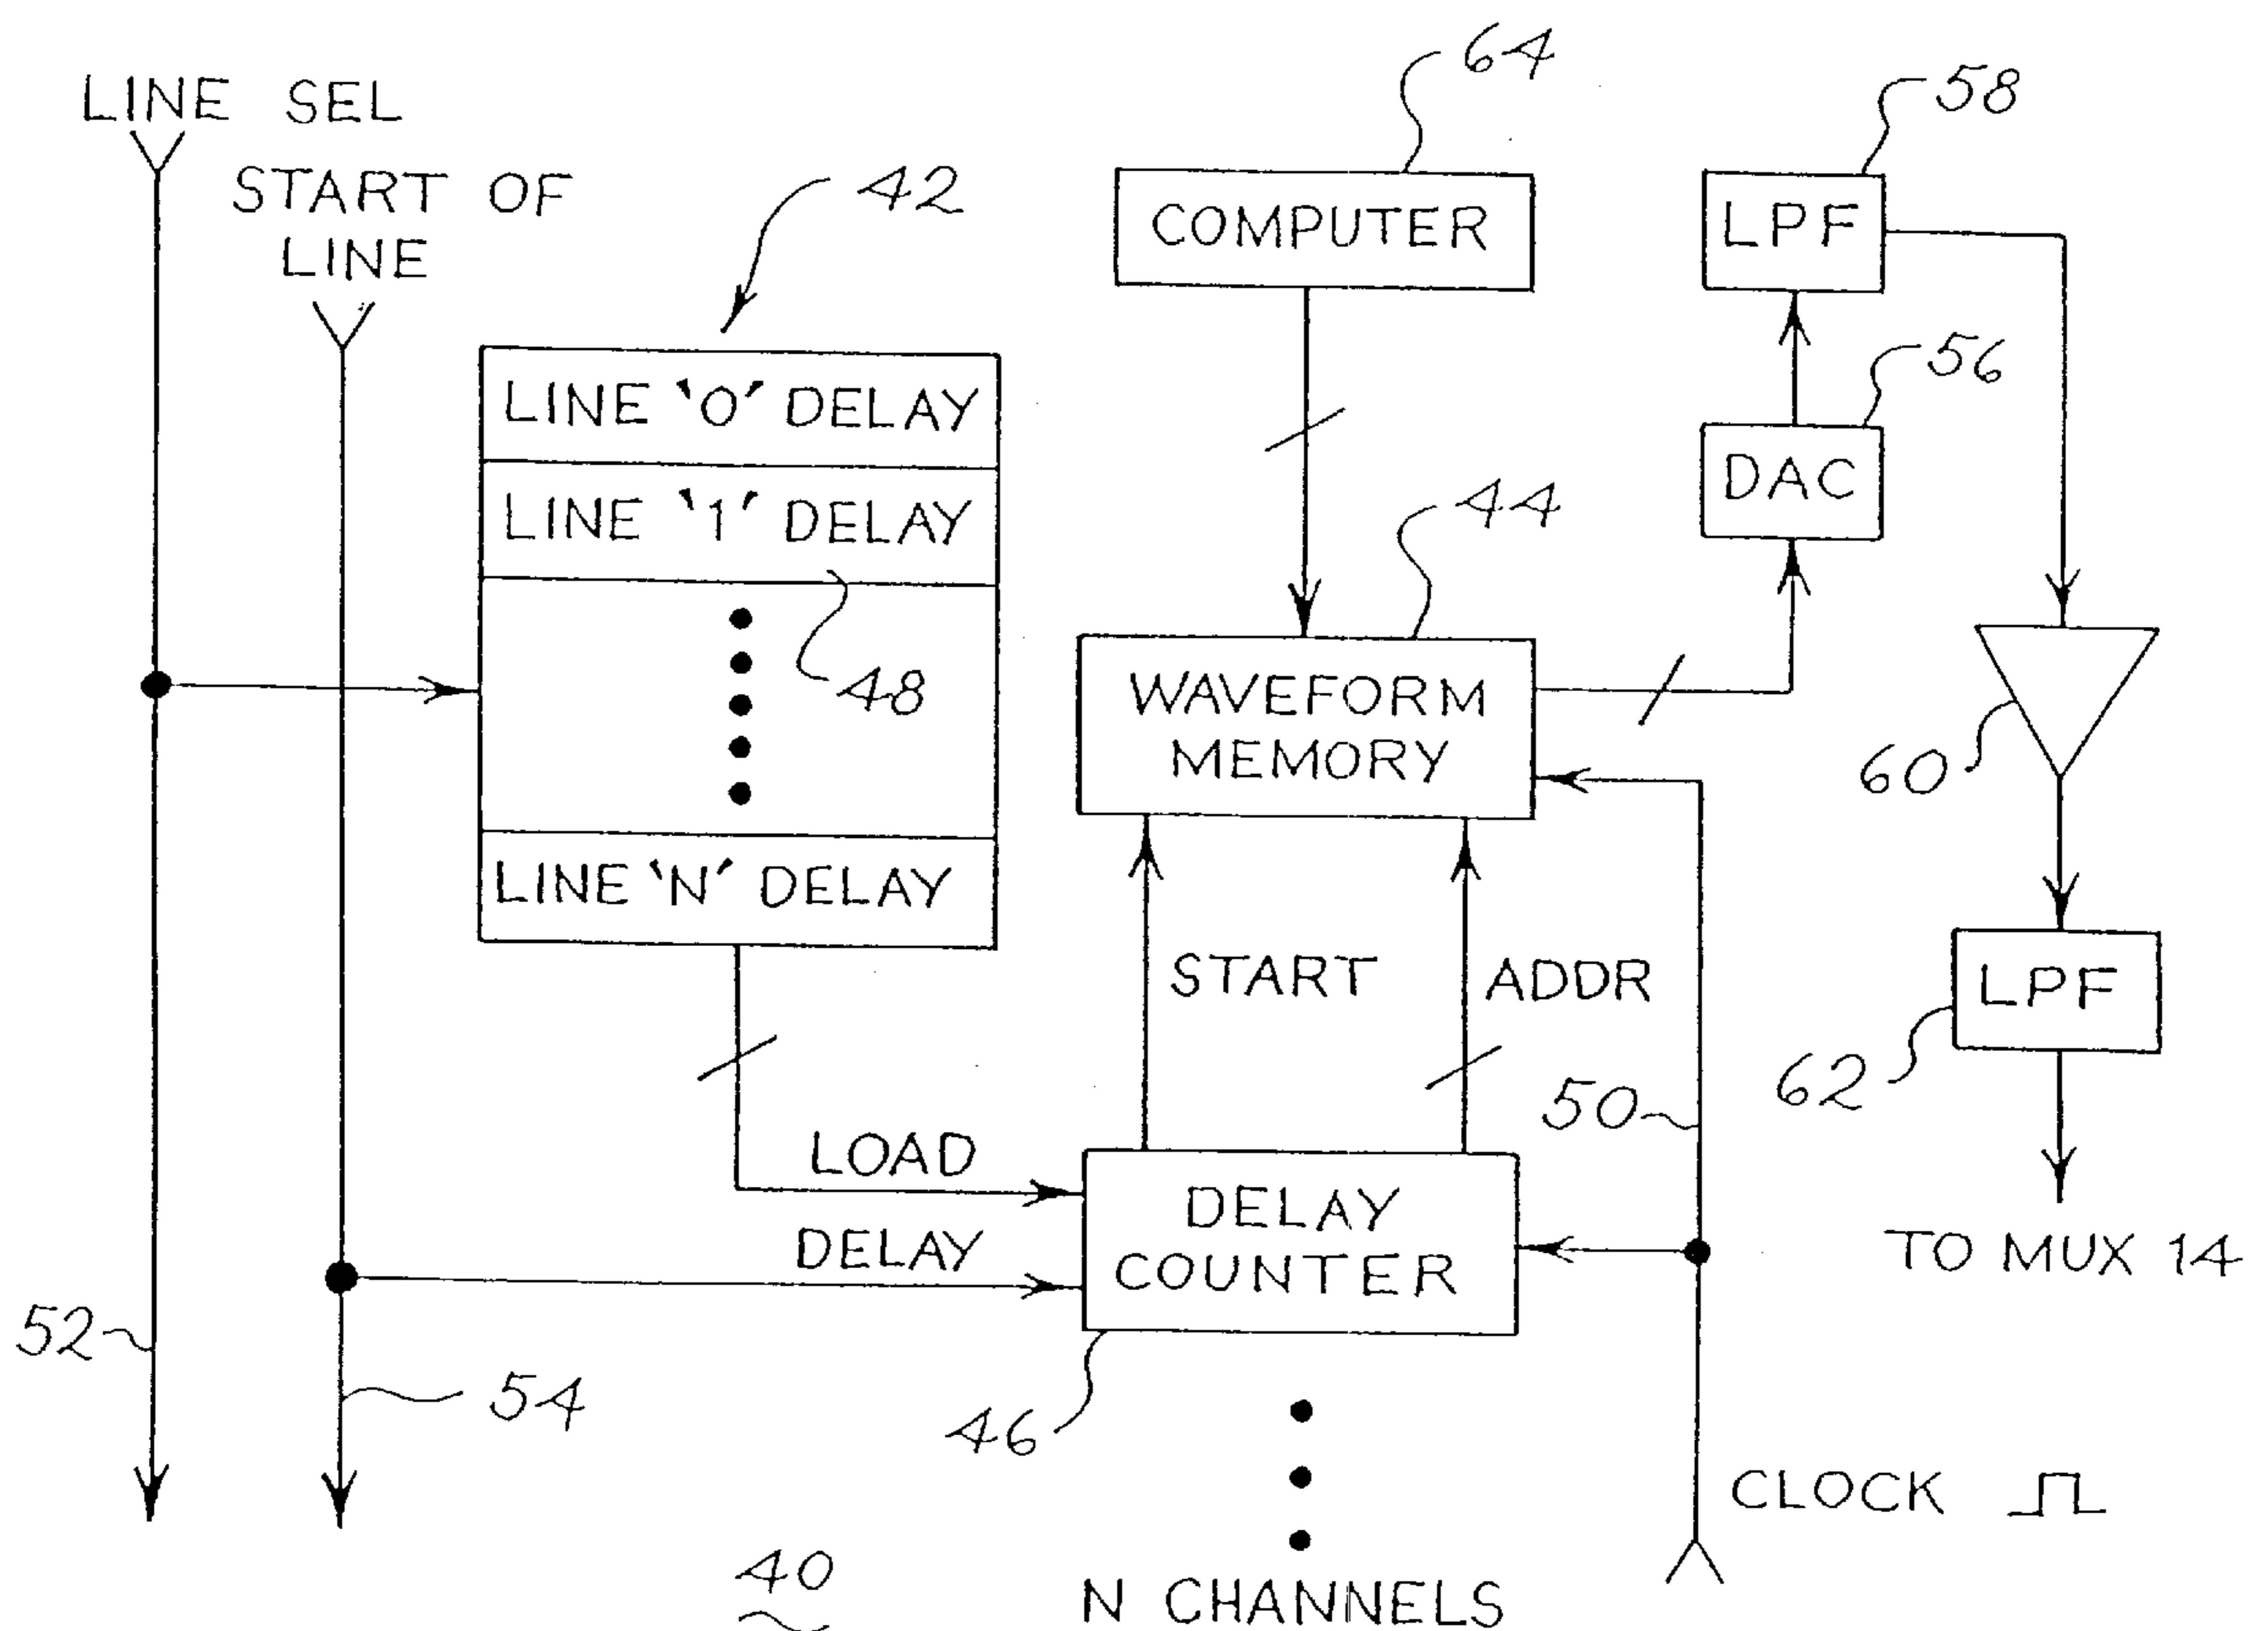 LINE SEL
START OF
LINE
42
64
58
COMPUTER
LPF
56
LINE '0' DELAY
LINE '1' DELAY
48
LINE 'N' DELAY
44
DAC
WAVEFORM
MEMORY
60
START
ADDR
LPF
62
50
LOAD
DELAY
DELAY
COUNTER
TO MUX 14
52
54
46
CLOCK
40
N CHANNELS